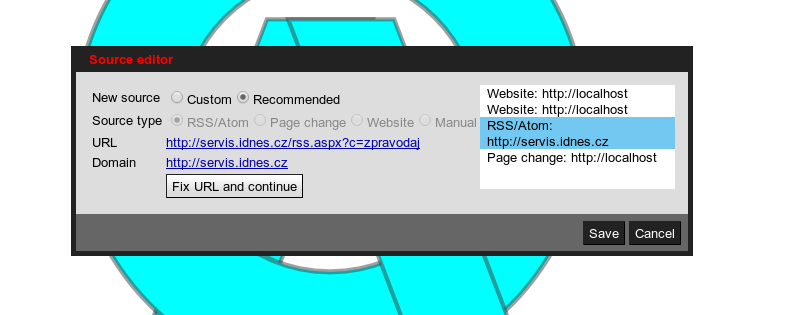 Source editor
New source Custom Recommended
Source type RSS/Atom Page change Website Manual
URL http://servis.idnes.cz/rss.aspx?c=zpravodaj
Domain http://servis.idnes.cz
Fix URL and continue
Website: http://localhost
Website: http://localhost
RSS/Atom:
http://servis.idnes.cz
Page change: http://localhost
Save Cancel